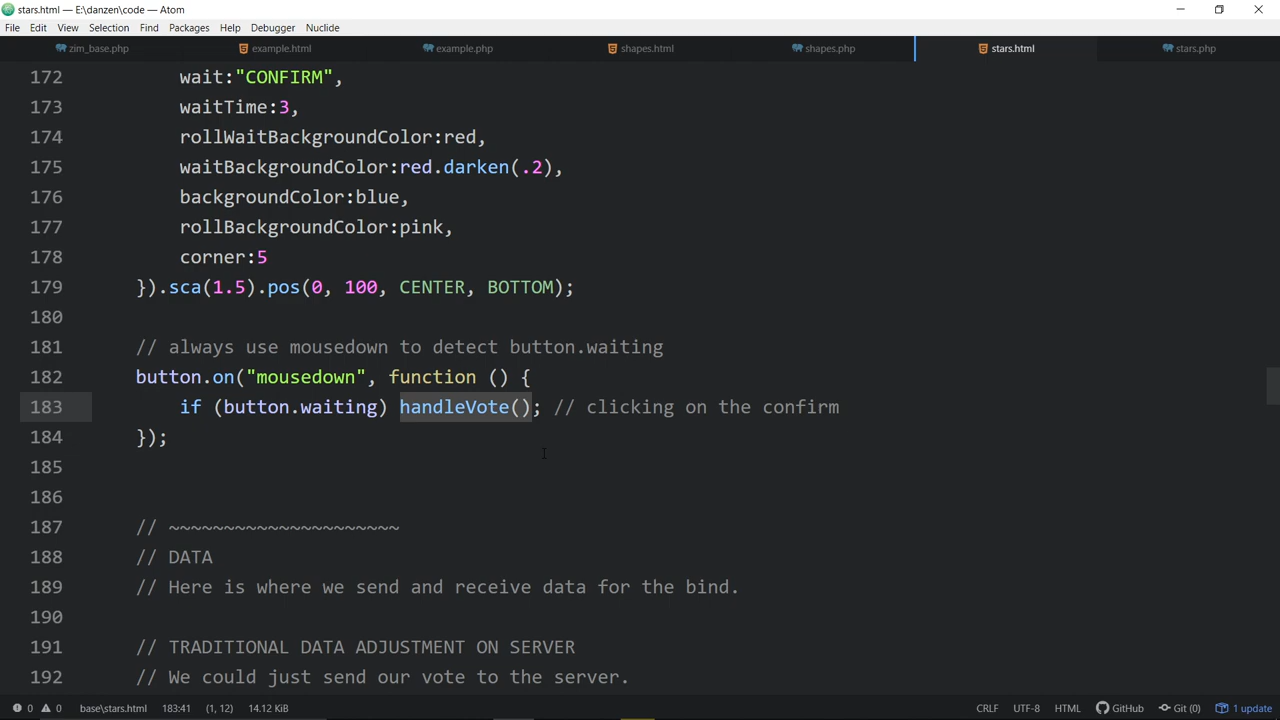 stars.html — E:\danzen\code — Atom
File Edit View Selection Find Packages Help Debugger Nuclide
zim_base.php example.html example.php shapes.html shapes.php stars.html stars.php
172 wait:"CONFIRM",
173 waitTime:3,
174 rollWaitBackgroundColor:red,
175 waitBackgroundColor:red.darken(.2),
176 backgroundColor:blue,
177 rollBackgroundColor:pink,
178 corner:5
179 }).sca(1.5).pos(0, 100, CENTER, BOTTOM);
180
181 // always use mousedown to detect button.waiting
182 button.on("mousedown", function () {
183 if (button.waiting) handleVote(); // clicking on the confirm
184 });
185
186
187 // ~~~~~~~~~~~~~~~~~~~~~
188 // DATA
189 // Here is where we send and receive data for the bind.
190
191 // TRADITIONAL DATA ADJUSTMENT ON SERVER
192 // We could just send our vote to the server.
0 0 base\stars.html 183:41 (1, 12) 14.12 KiB CRLF UTF-8 HTML GitHub Git (0) 1 update